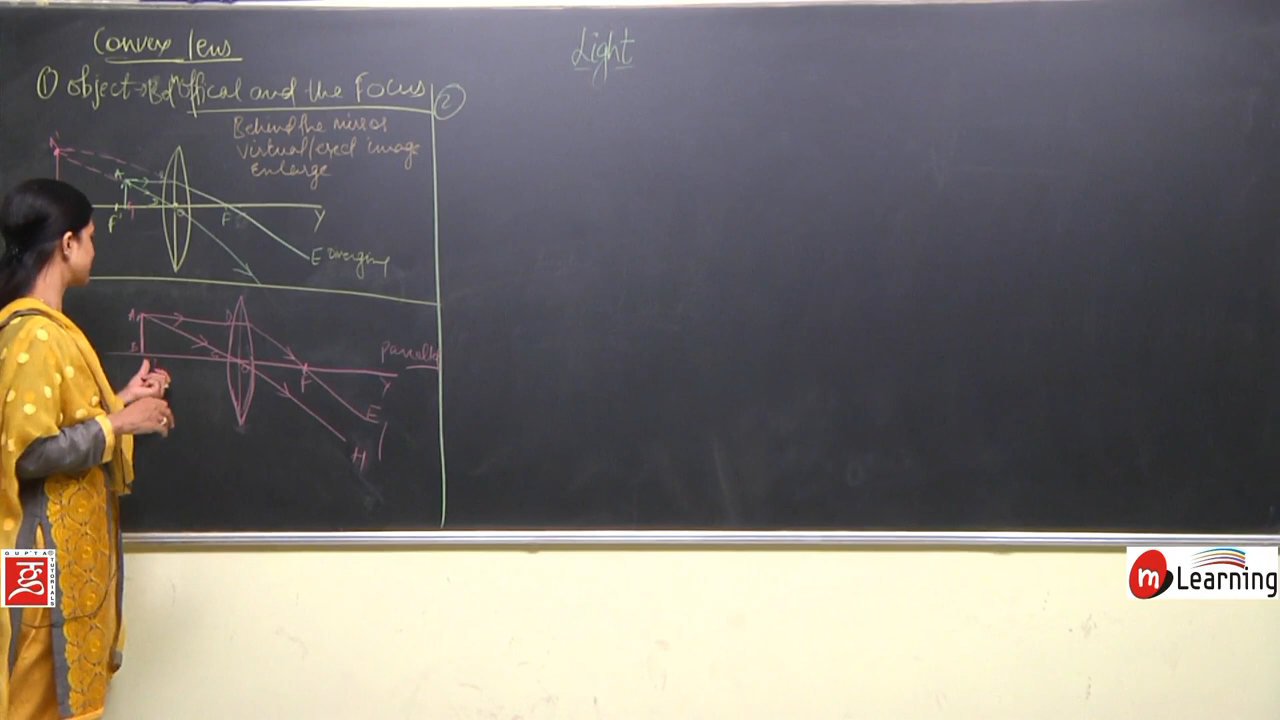 Light
Convex lens
① Object → and the Focus
②
Behind the mirror
Virtual/erect image
Enlarge
A'
A
F'
F
Y
E Diverging
A
D
B
C
F
Parallel
Y
E
H
GUPTA
TUTORIALS
m Learning